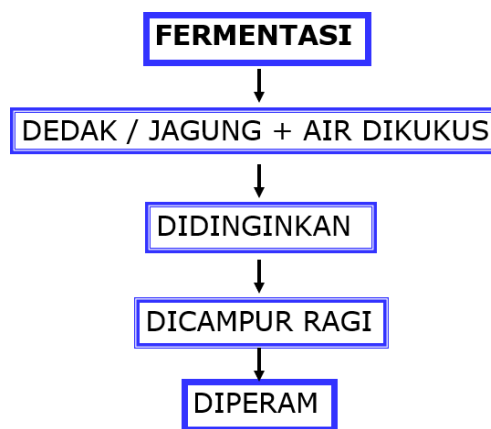 FERMENTASI
DEDAK / JAGUNG + AIR DIKUKUS
DIDINGINKAN
DICAMPUR RAGI
DIPERAM